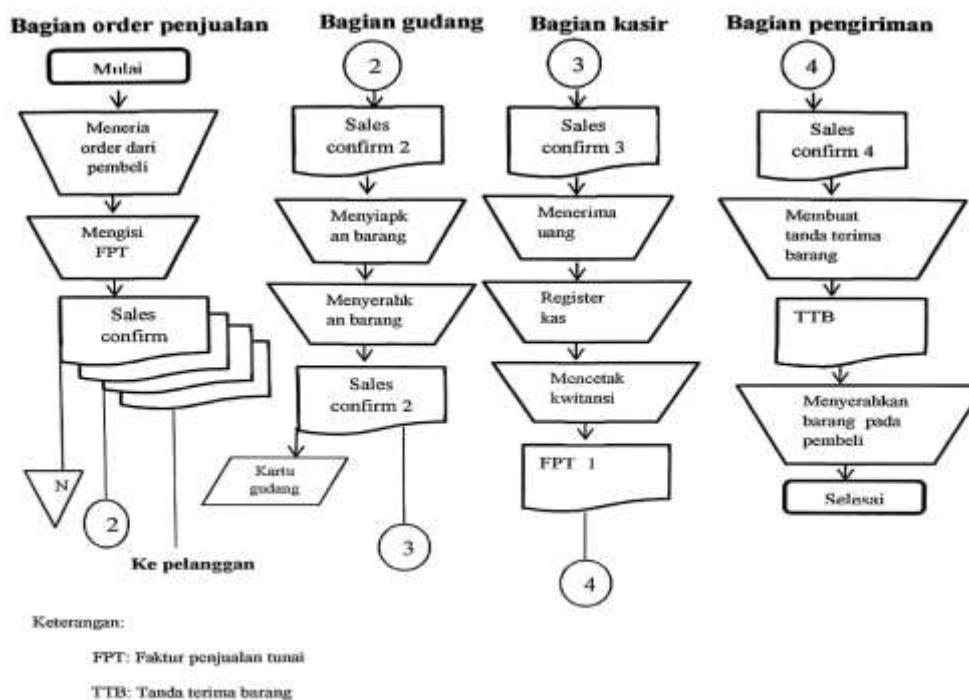 Bagian order penjualan
Mulai
Meneria
order dari
pembeli
Mengisi
FPT
Sales
confirm
N
2
Ke pelanggan
Bagian gudang
2
Sales
confirm 2
Menyiapk
an barang
Menyerahk
an barang
Sales
confirm 2
Kartu
gudang
3
Bagian kasir
3
Sales
confirm 3
Menerima
uang
Register
kas
Mencetak
kwitansi
FPT 1
4
Bagian pengiriman
4
Sales
confirm 4
Membuat
tanda terima
barang
TTB
Menyerahkan
barang pada
pembeli
Selesai
Keterangan:
FPT: Faktur penjualan tunai
TTB: Tanda terima barang